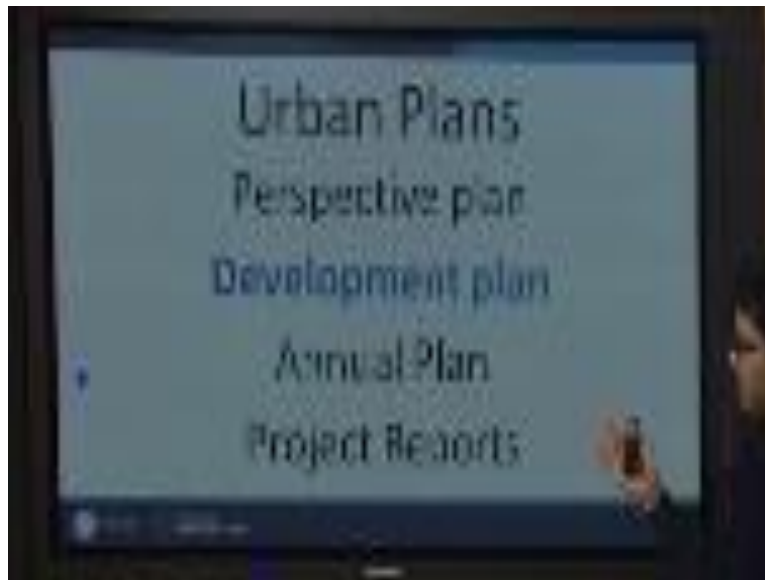 Urban Plans
Perspective plan
Development plan
Annual Plan
Project Reports